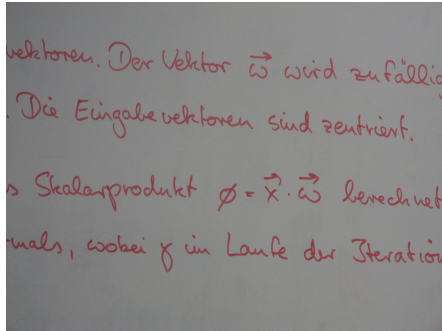 vektoren. Der Vektor ω⃗ wird zufällig
. Die Eingabevektoren sind zentriert.
s Skalarprodukt φ = x⃗ · ω⃗ berechnet
mals, wobei γ im Laufe der Iteration